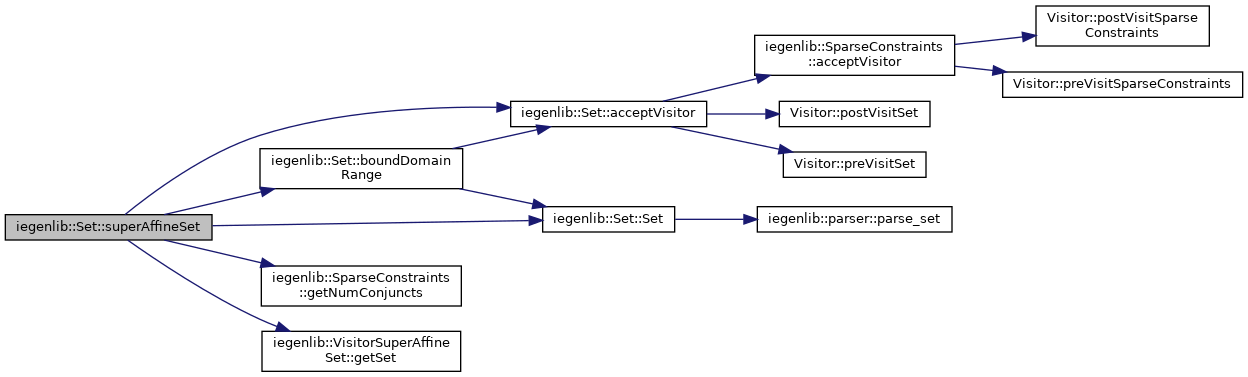 iegenlib::Set::superAffineSet
iegenlib::Set::boundDomain
Range
iegenlib::SparseConstraints
::getNumConjuncts
iegenlib::VisitorSuperAffine
Set::getSet
iegenlib::Set::acceptVisitor
iegenlib::Set::Set
iegenlib::SparseConstraints
::acceptVisitor
Visitor::postVisitSet
Visitor::preVisitSet
iegenlib::parser::parse_set
Visitor::postVisitSparse
Constraints
Visitor::preVisitSparseConstraints